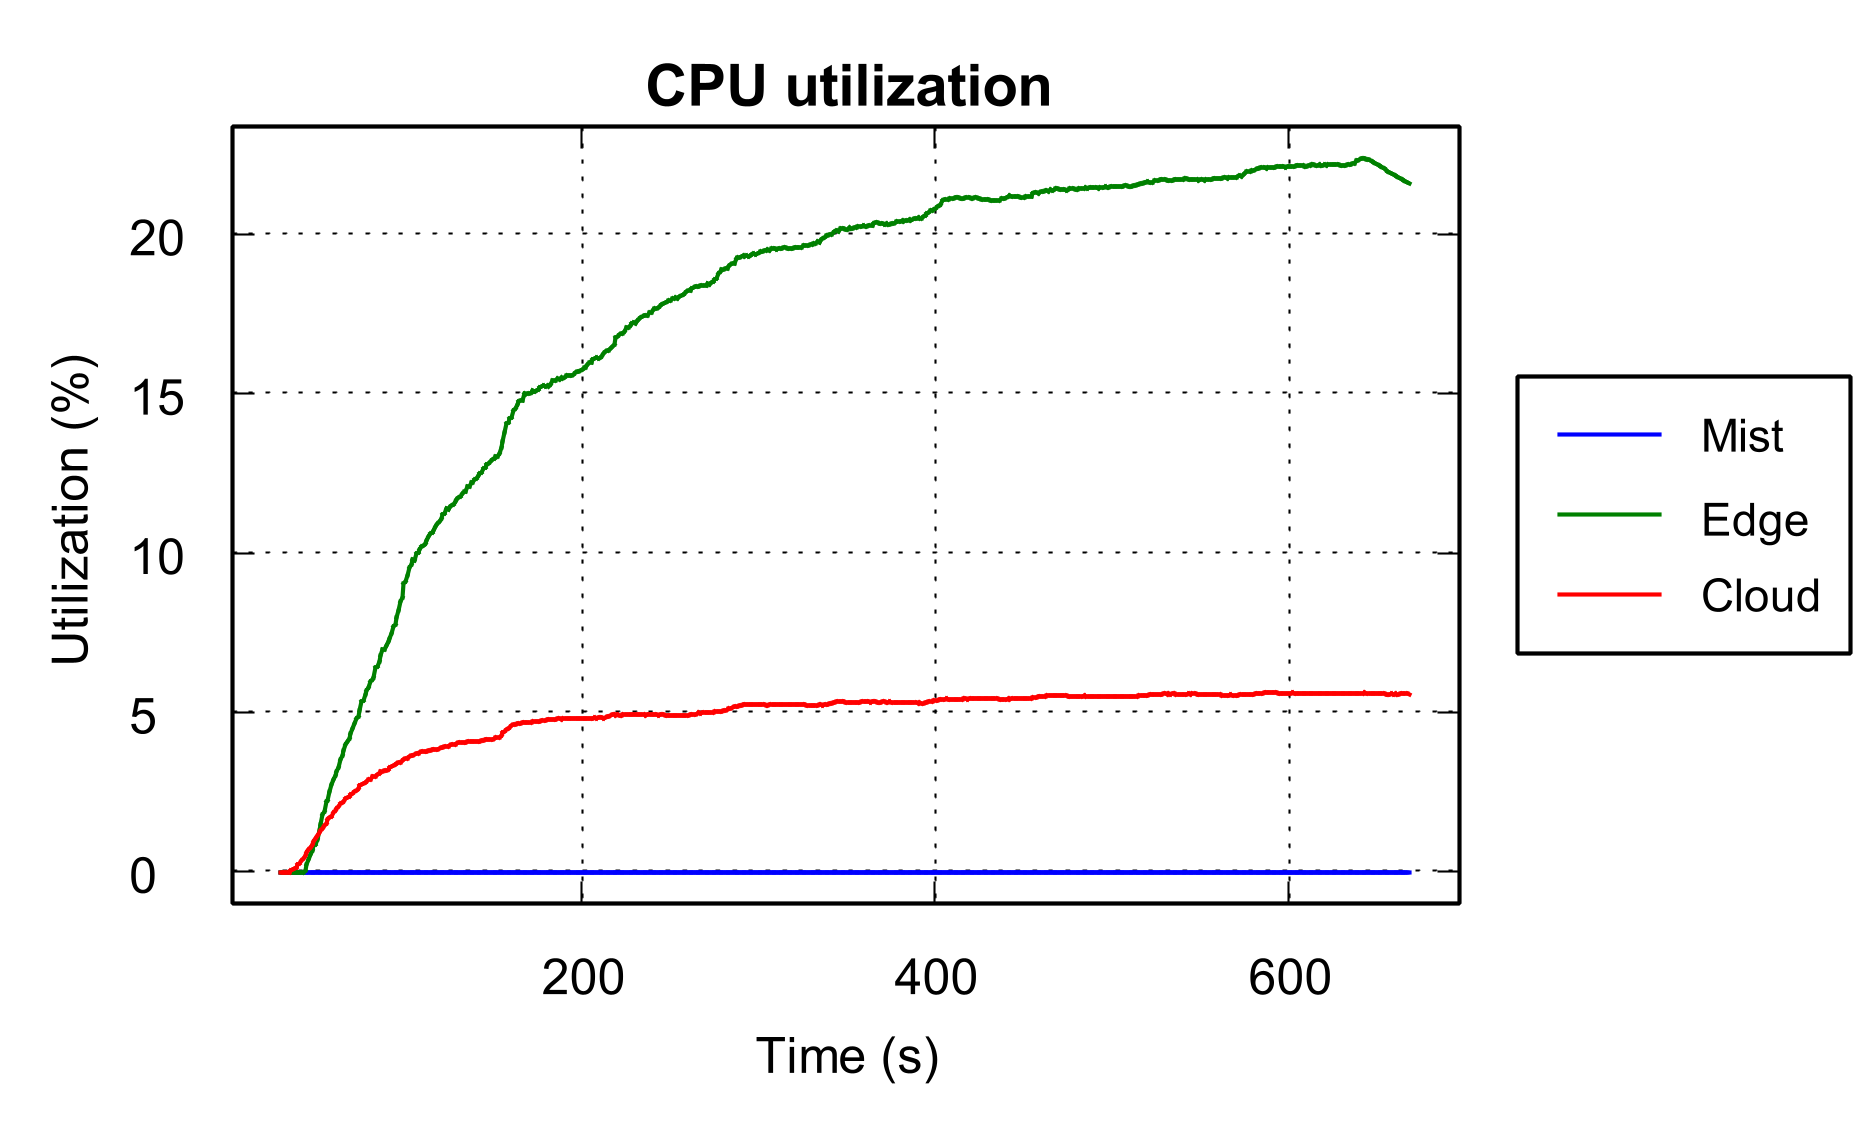 CPU utilization
Utilization (%)
20
15
10
5
0
200 400 600
Time (s)
Mist
Edge
Cloud